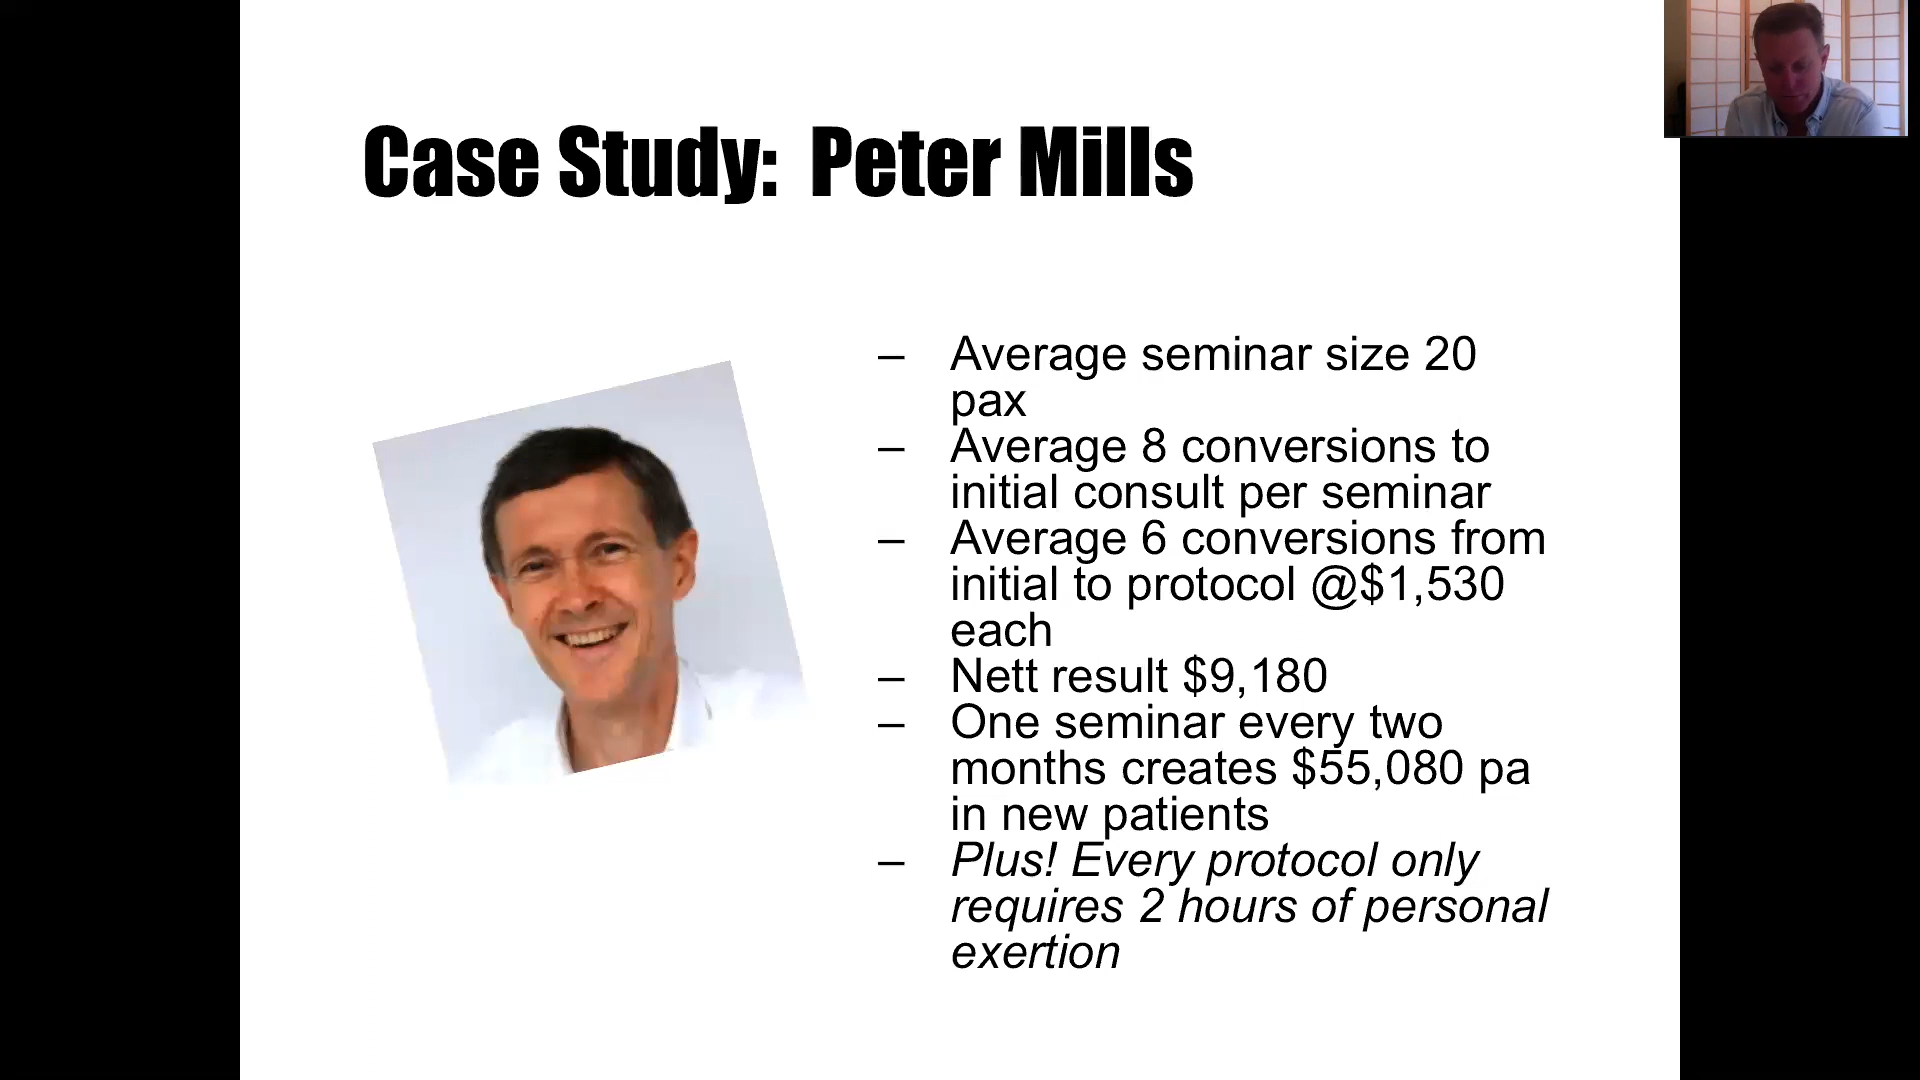 Case Study:  Peter Mills
– Average seminar size 20
pax
– Average 8 conversions to
initial consult per seminar
– Average 6 conversions from
initial to protocol @$1,530
each
– Nett result $9,180
– One seminar every two
months creates $55,080 pa
in new patients
– Plus! Every protocol only
requires 2 hours of personal
exertion